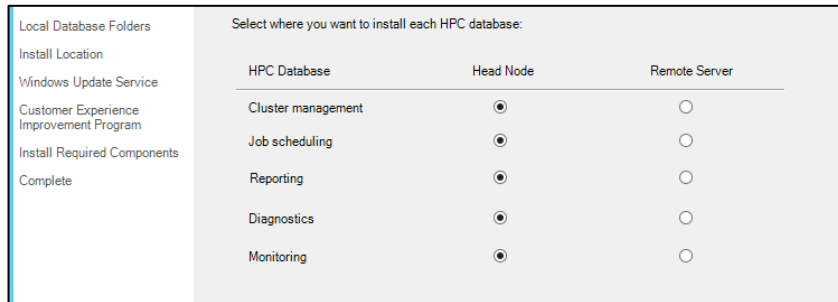 Local Database Folders
Install Location
Windows Update Service
Customer Experience
Improvement Program
Install Required Components
Complete
Select where you want to install each HPC database:
HPC Database Head Node Remote Server
Cluster management
Job scheduling
Reporting
Diagnostics
Monitoring